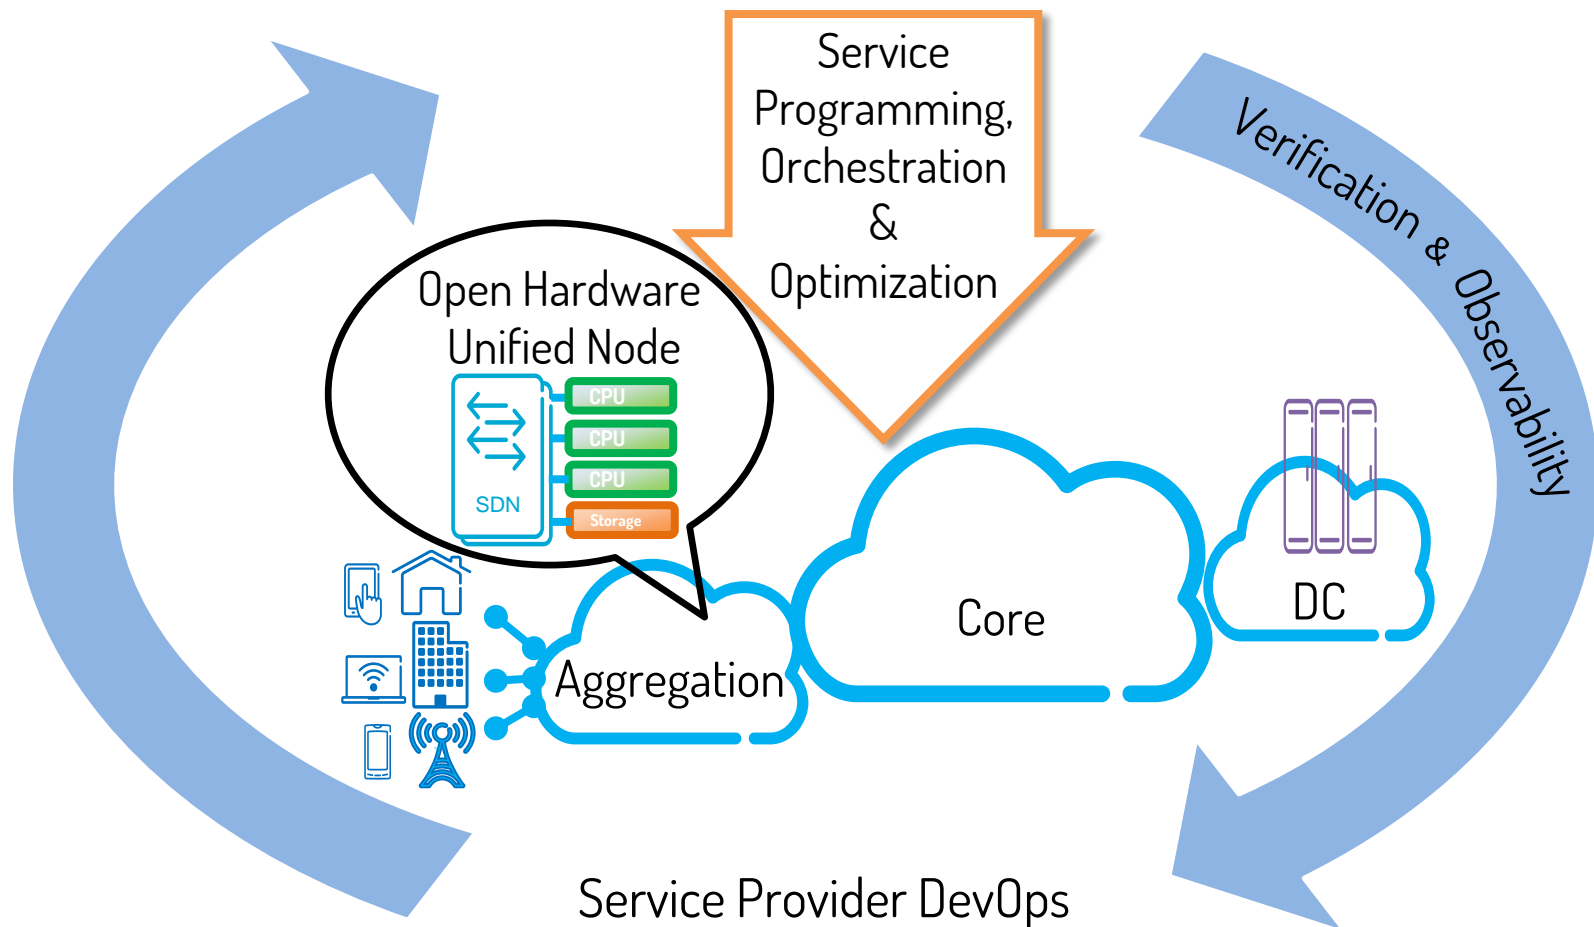 Service
Programming,
Orchestration
&
Optimization
Verification & Observability
Open Hardware
Unified Node
CPU
CPU
CPU
SDN
Storage
Core
DC
Aggregation
Service Provider DevOps